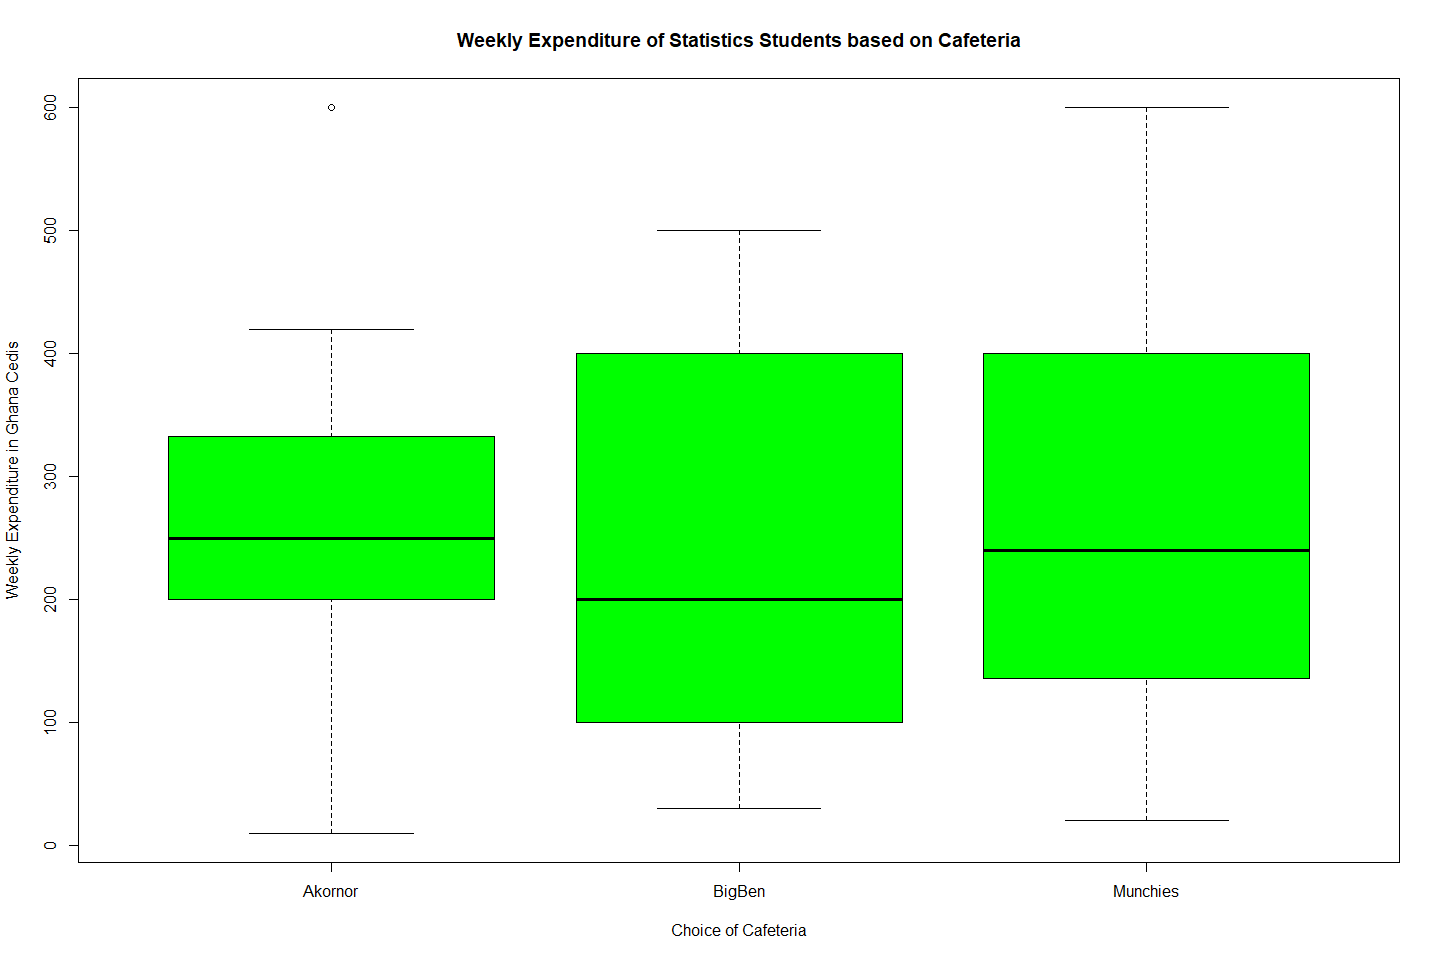 Weekly Expenditure of Statistics Students based on Cafeteria
Weekly Expenditure in Ghana Cedis
600
500
400
300
200
100
0
Akornor
BigBen
Munchies
Choice of Cafeteria